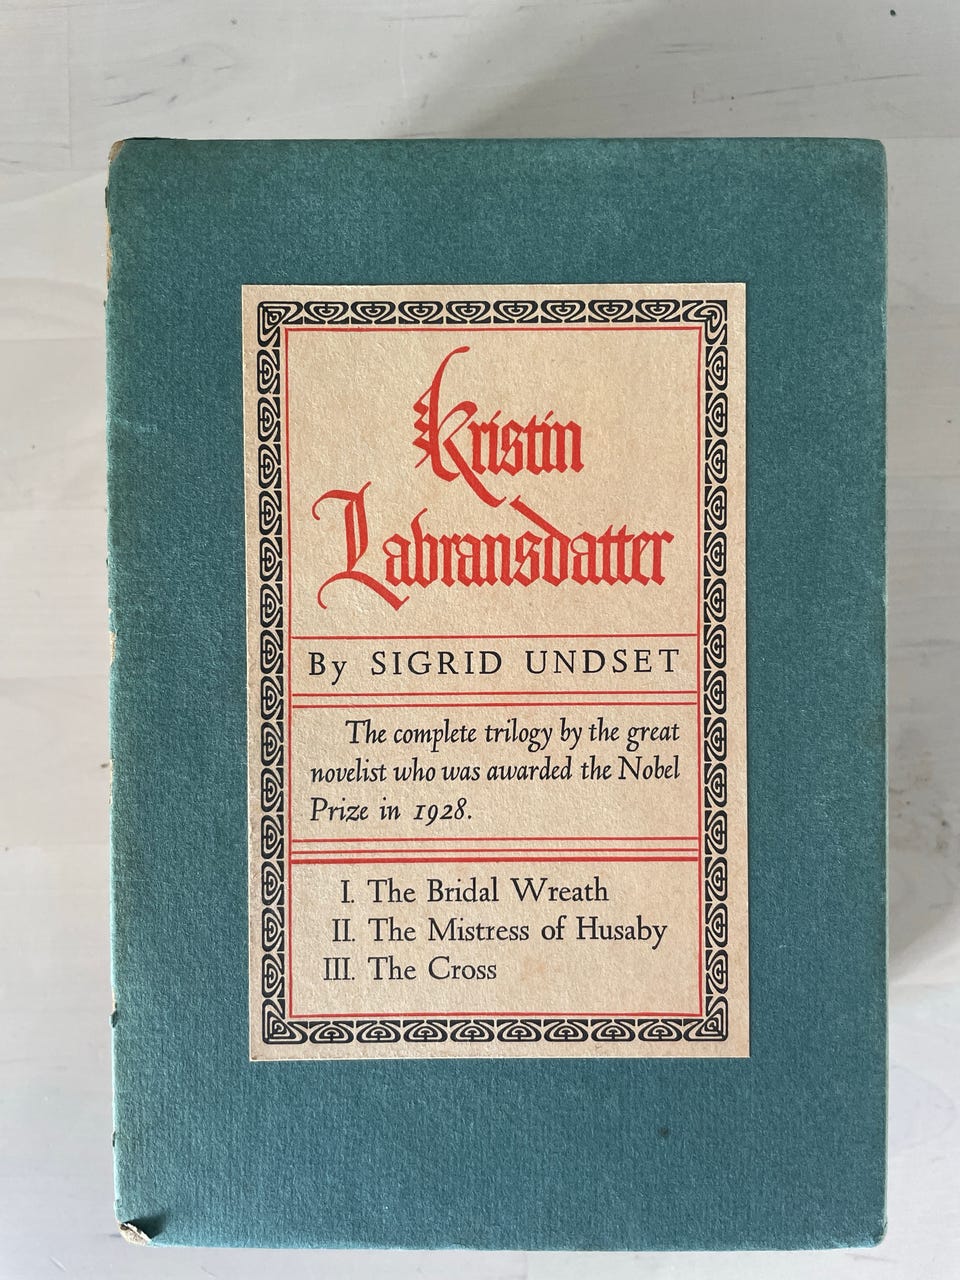 Kristin
Lavransdatter
By SIGRID UNDSET
The complete trilogy by the great
novelist who was awarded the Nobel
Prize in 1928.
I. The Bridal Wreath
II. The Mistress of Husaby
III. The Cross